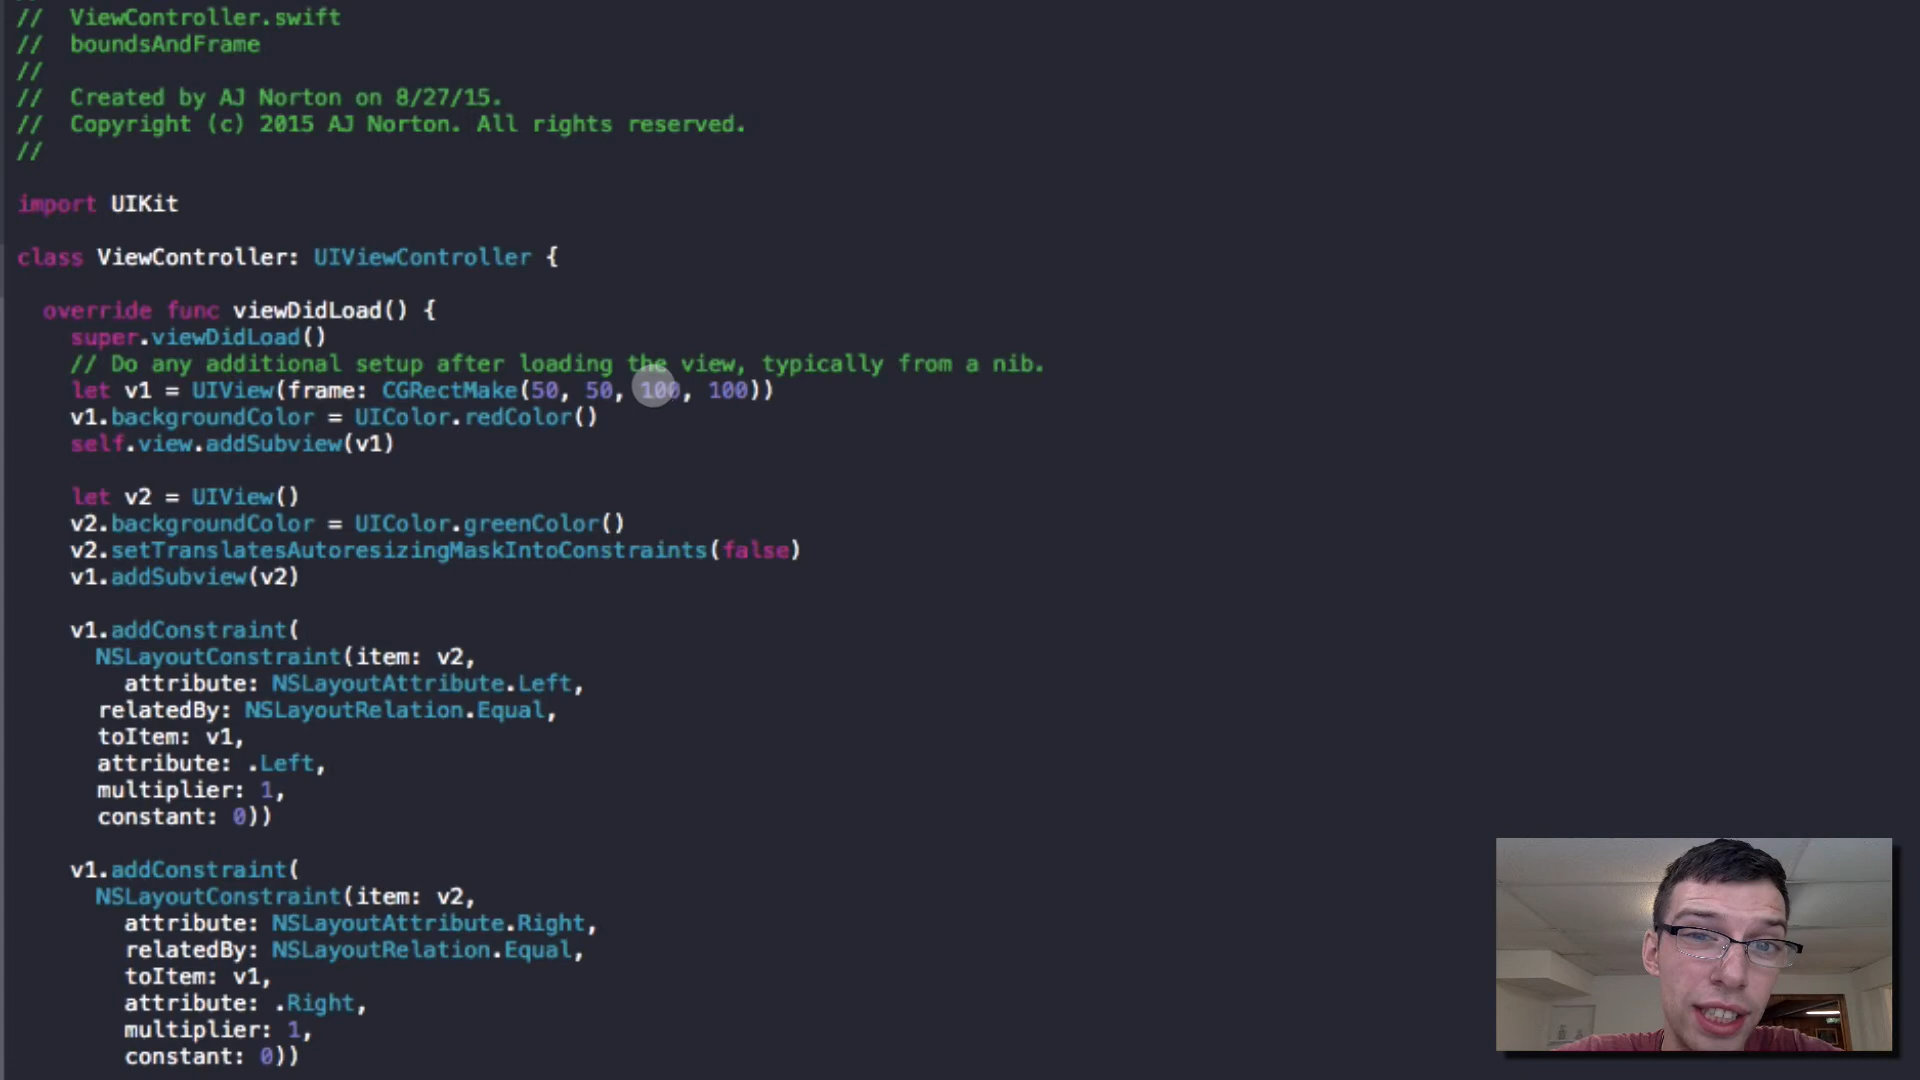 // ViewController.swift
// boundsAndFrame
//
// Created by AJ Norton on 8/27/15.
// Copyright (c) 2015 AJ Norton. All rights reserved.
//
import UIKit
class ViewController: UIViewController {
override func viewDidLoad() {
super.viewDidLoad()
// Do any additional setup after loading the view, typically from a nib.
let v1 = UIView(frame: CGRectMake(50, 50, 100, 100))
v1.backgroundColor = UIColor.redColor()
self.view.addSubview(v1)
let v2 = UIView()
v2.backgroundColor = UIColor.greenColor()
v2.setTranslatesAutoresizingMaskIntoConstraints(false)
v1.addSubview(v2)
v1.addConstraint(
NSLayoutConstraint(item: v2,
attribute: NSLayoutAttribute.Left,
relatedBy: NSLayoutRelation.Equal,
toItem: v1,
attribute: .Left,
multiplier: 1,
constant: 0))
v1.addConstraint(
NSLayoutConstraint(item: v2,
attribute: NSLayoutAttribute.Right,
relatedBy: NSLayoutRelation.Equal,
toItem: v1,
attribute: .Right,
multiplier: 1,
constant: 0))